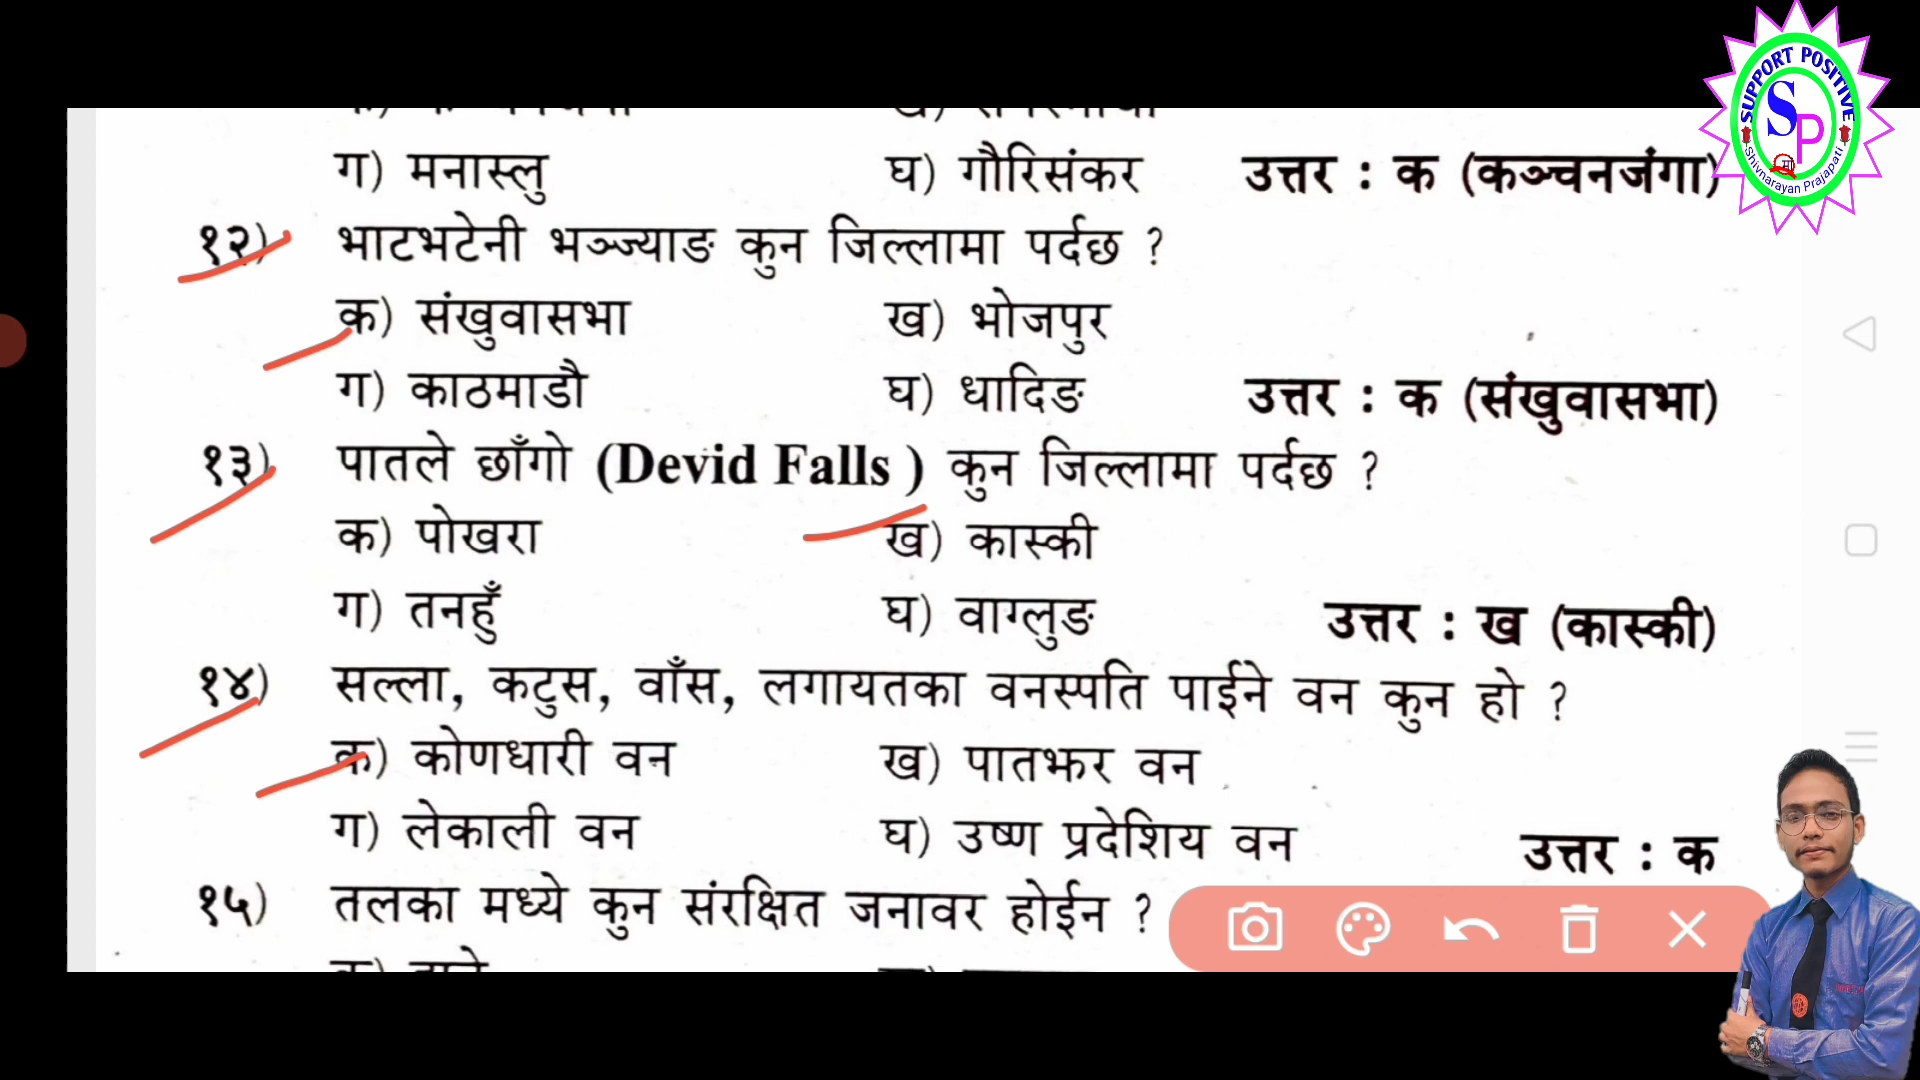 ग) मनास्लु घ) गौरिसंकर उत्तर : क (कञ्चनजंगा)
१२) भाटभटेनी भञ्ज्याङ कुन जिल्लामा पर्दछ ?
क) संखुवासभा ख) भोजपुर
ग) काठमाडौ घ) धादिङ उत्तर : क (संखुवासभा)
१३) पातले छाँगो (Devid Falls ) कुन जिल्लामा पर्दछ ?
क) पोखरा ख) कास्की
ग) तनहुँ घ) वाग्लुङ उत्तर : ख (कास्की)
१४) सल्ला, कटुस, वाँस, लगायतका वनस्पति पाईने वन कुन हो ?
क) कोणधारी वन ख) पातझर वन
ग) लेकाली वन घ) उष्ण प्रदेशिय वन उत्तर : क
१५) तलका मध्ये कुन संरक्षित जनावर होईन ?
SUPPORT POSITIVE
SP
मा
Shivnarayan Prajapati